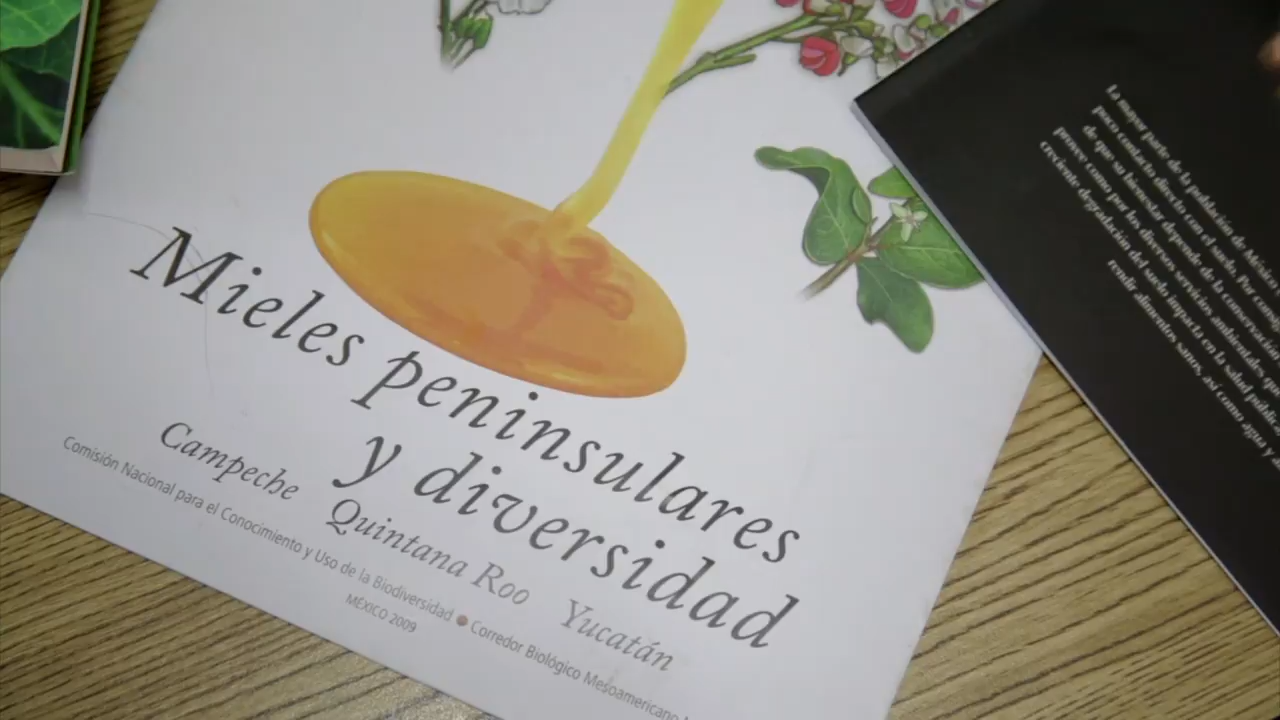 Mieles peninsulares
y diversidad
Campeche Quintana Roo Yucatán
Comisión Nacional para el Conocimiento y Uso de la Biodiversidad ● Corredor Biológico Mesoamericano
MÉXICO 2009
La mayor parte de la población de México
poco contacto directo con el suelo. Por
de que su bienestar depende de la conservación
provee como por los diversos servicios ambientales que
creciente degradación del suelo impacta en la salud pública
rendir alimentos sanos, así como agua y